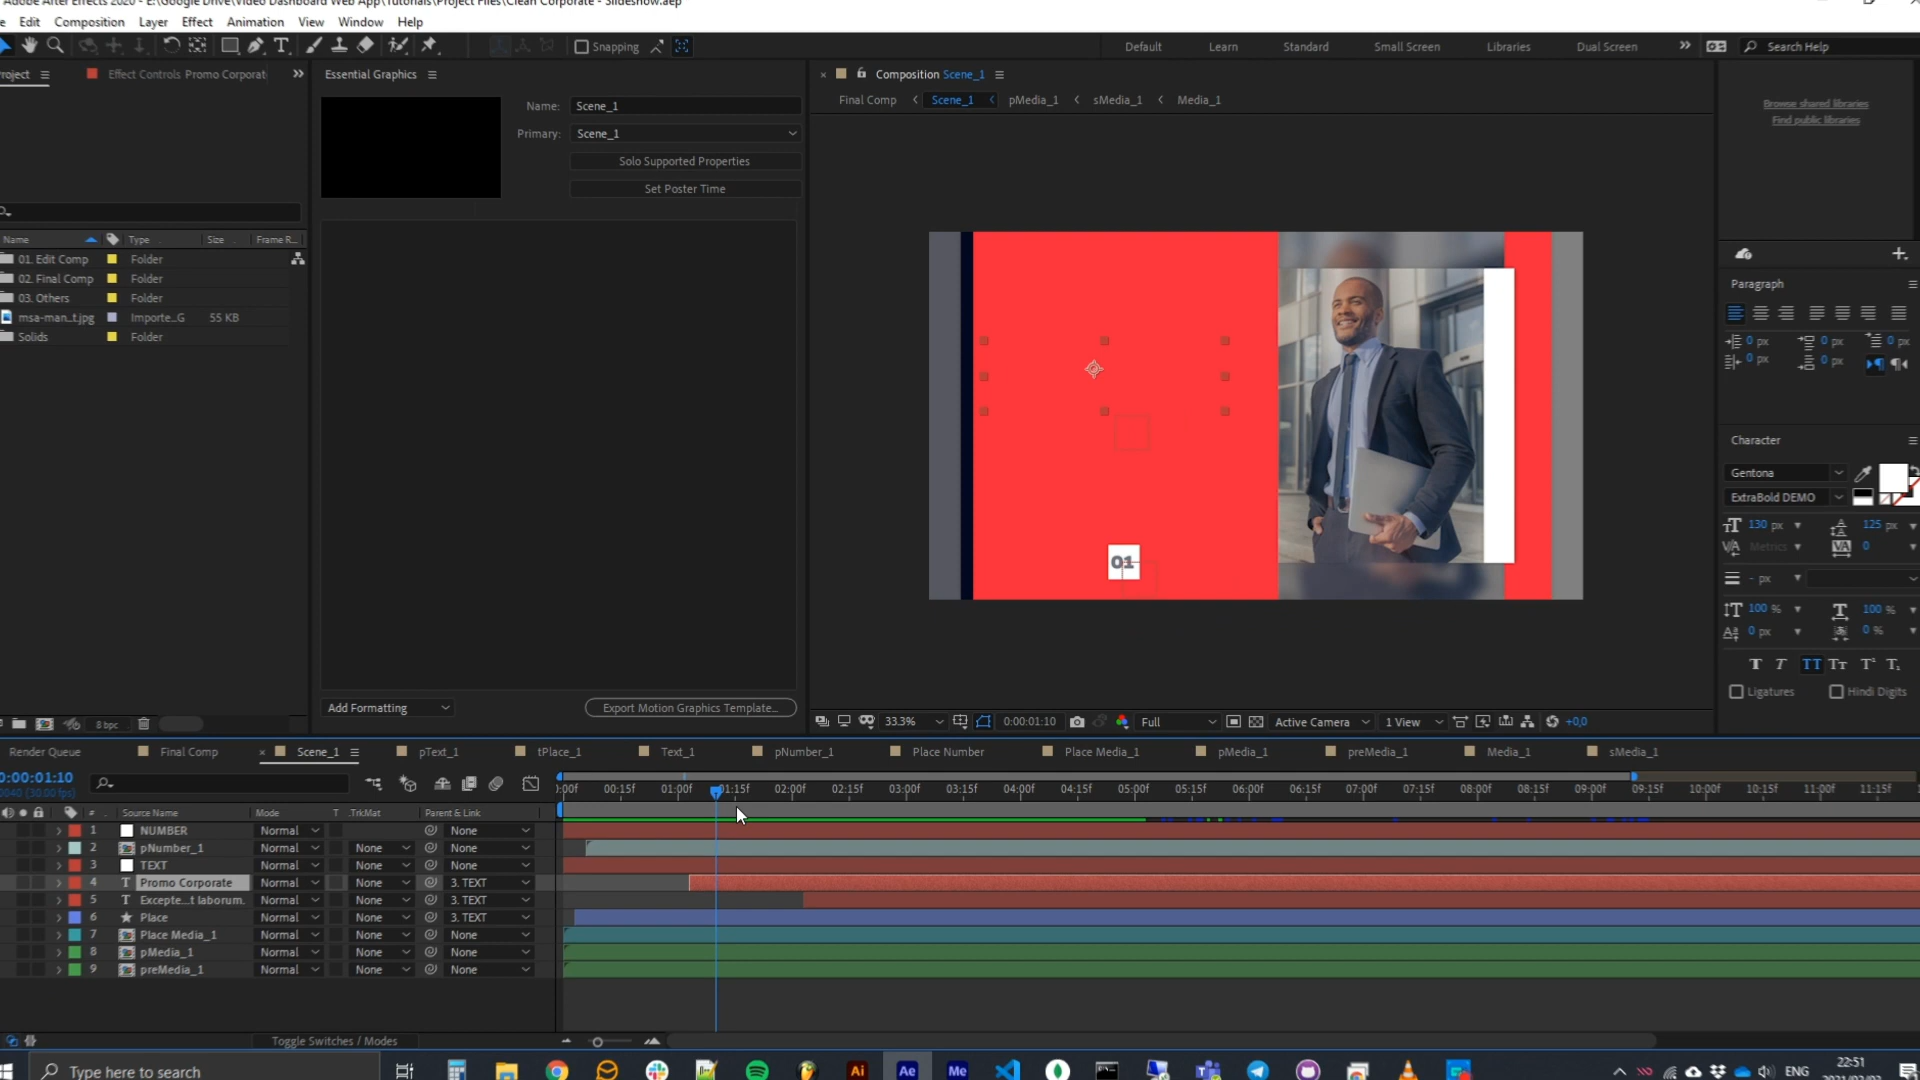 Adobe After Effects 2020 - E:\Google Drive\Video Dashboard Web App\Tutorials\Project Files\Clean Corporate - Slideshow.aep
Edit Composition Layer Effect Animation View Window Help
Snapping Default Learn Standard Small Screen Libraries Dual Screen Search Help
Project Effect Controls Promo Corporat
Name Type Size Frame R...
01. Edit Comp Folder
02. Final Comp Folder
03. Others Folder
msa-man_t.jpg Importe...G 55 KB
Solids Folder
8 bpc
Essential Graphics
Name: Scene_1
Primary: Scene_1
Solo Supported Properties
Set Poster Time
Add Formatting Export Motion Graphics Template...
Composition Scene_1
Final Comp Scene_1 pMedia_1 sMedia_1 Media_1
01
33.3% 0:00:01:10 Full Active Camera 1 View +0,0
Browse shared libraries
Find public libraries
Paragraph
0 px 0 px 0 px
0 px 0 px
Character
Gentona
ExtraBold DEMO
130 px 125 px
Metrics 0
- px
100 % 100 %
0 px 0 %
Ligatures Hindi Digits
Render Queue Final Comp Scene_1 pText_1 tPlace_1 Text_1 pNumber_1 Place Number Place Media_1 pMedia_1 preMedia_1 Media_1 sMedia_1
0:00:01:10
:00f 00:15f 01:00f 01:15f 02:00f 02:15f 03:00f 03:15f 04:00f 04:15f 05:00f 05:15f 06:00f 06:15f 07:00f 07:15f 08:00f 08:15f 09:00f 09:15f 10:00f 10:15f 11:00f 11:15f
# Source Name Mode T .TrkMat Parent & Link
1 NUMBER Normal None
2 pNumber_1 Normal None None
3 TEXT Normal None None
4 Promo Corporate Normal None 3. TEXT
5 Excepte...t laborum. Normal None 3. TEXT
6 Place Normal None 3. TEXT
7 Place Media_1 Normal None None
8 pMedia_1 Normal None None
9 preMedia_1 Normal None None
Toggle Switches / Modes
Type here to search Ai Ae Me ENG 22:51